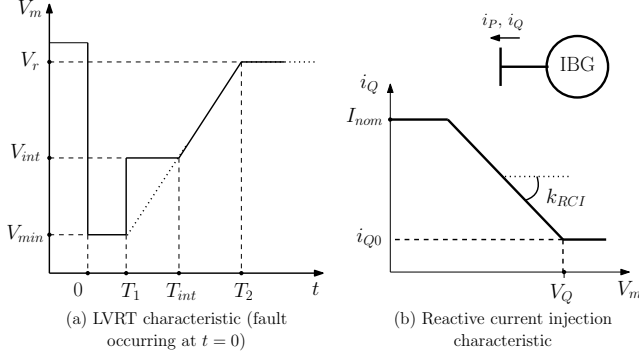 V_m
V_r
V_int
V_min
0 T_1 T_int T_2 t
(a) LVRT characteristic (fault
occurring at t = 0)
i_P, i_Q
IBG
i_Q
I_nom
k_RCI
i_Q0
V_Q V_m
(b) Reactive current injection
characteristic